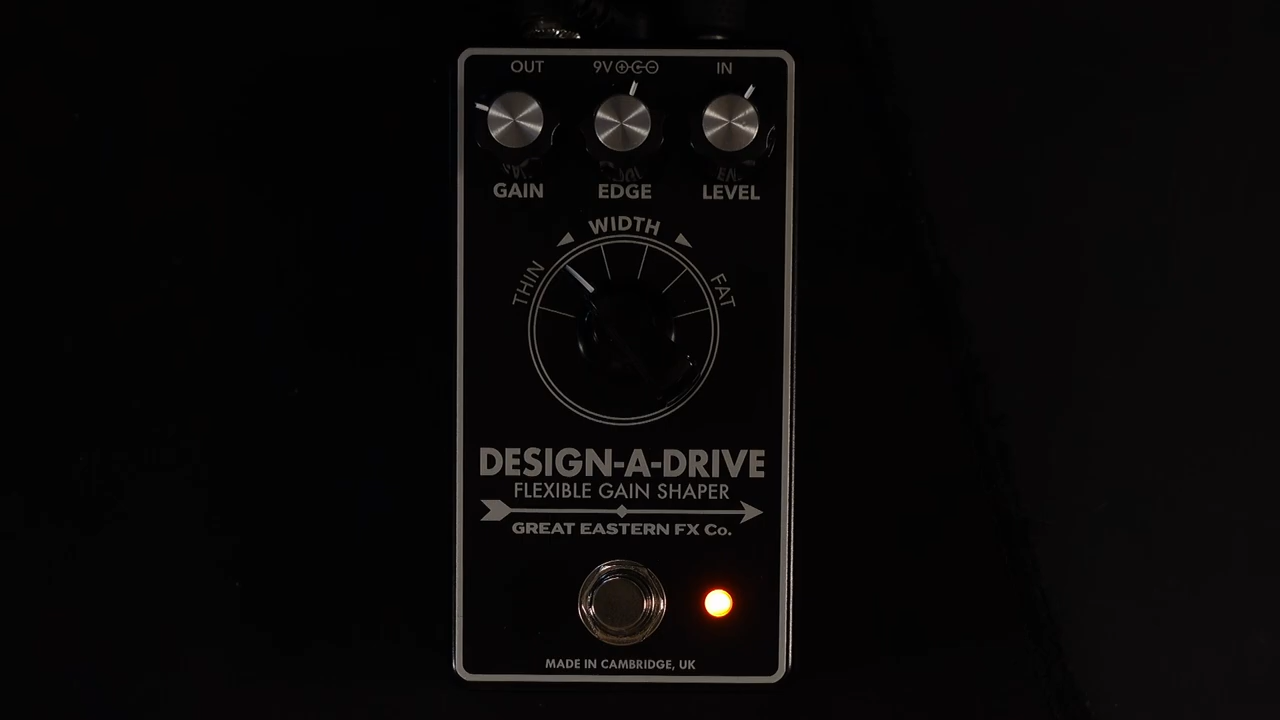 OUT 9V IN
GAIN EDGE LEVEL
WIDTH
THIN FAT
DESIGN-A-DRIVE
FLEXIBLE GAIN SHAPER
GREAT EASTERN FX Co.
MADE IN CAMBRIDGE, UK